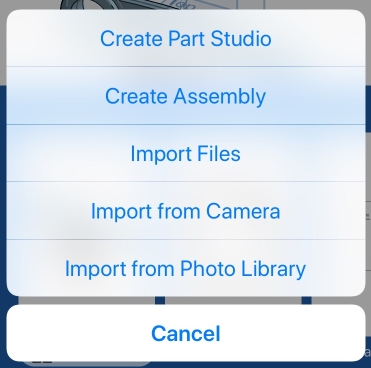 Create Part Studio
Create Assembly
Import Files
Import from Camera
Import from Photo Library
Cancel